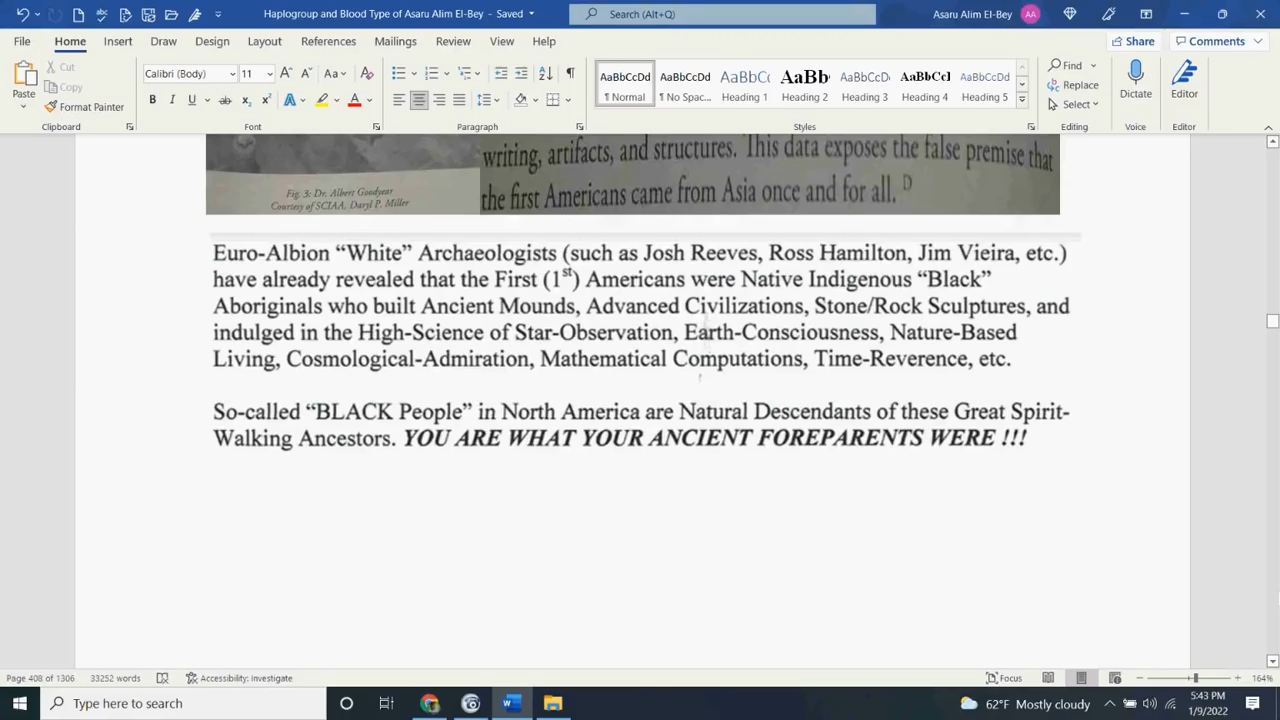 Haplogroup and Blood Type of Asaru Alim El-Bey - Saved
Search (Alt+Q)
Asaru Alim El-Bey AA
File Home Insert Draw Design Layout References Mailings Review View Help
Share Comments
Paste
Cut
Copy
Format Painter
Calibri (Body) 11
AaBbCcDd
¶ Normal
AaBbCcDd
¶ No Spac...
AaBbCc
Heading 1
AaBb
Heading 2
AaBbCcD
Heading 3
AaBbCcI
Heading 4
AaBbCcDd
Heading 5
Find
Replace
Select
Dictate
Editor
Clipboard Font Paragraph Styles Editing Voice Editor
writing, artifacts, and structures. This data exposes the false premise that
the first Americans came from Asia once and for all. D
Fig. 3: Dr. Albert Goodyear
Courtesy of SCIAA, Daryl P. Miller
Euro-Albion “White” Archaeologists (such as Josh Reeves, Ross Hamilton, Jim Vieira, etc.)
have already revealed that the First (1st) Americans were Native Indigenous “Black”
Aboriginals who built Ancient Mounds, Advanced Civilizations, Stone/Rock Sculptures, and
indulged in the High-Science of Star-Observation, Earth-Consciousness, Nature-Based
Living, Cosmological-Admiration, Mathematical Computations, Time-Reverence, etc.
So-called “BLACK People” in North America are Natural Descendants of these Great Spirit-
Walking Ancestors. YOU ARE WHAT YOUR ANCIENT FOREPARENTS WERE !!!
Page 408 of 1306 33252 words Accessibility: Investigate Focus 164%
Type here to search
62°F Mostly cloudy
5:43 PM
1/9/2022